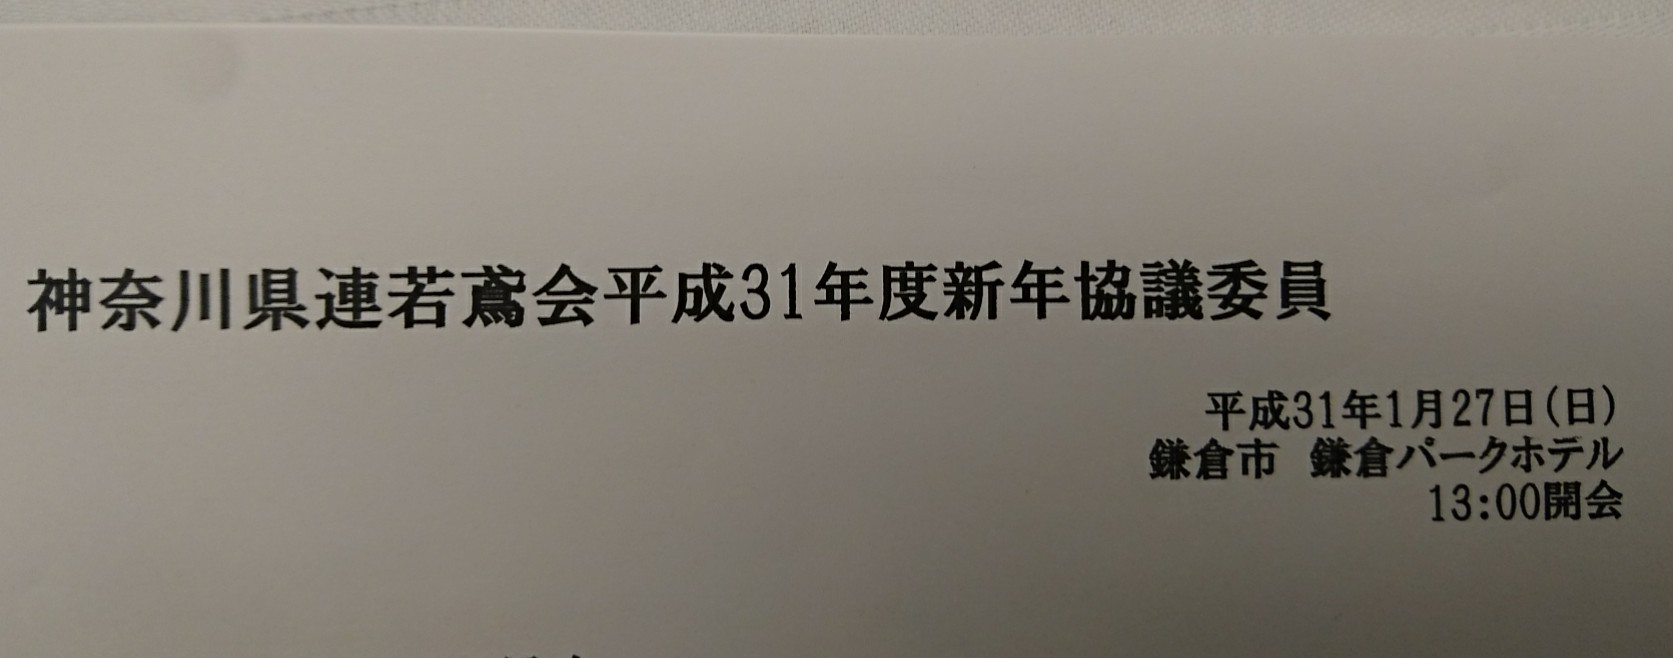 神奈川県連若鳶会平成31年度新年協議委員
平成31年1月27日(日)
鎌倉市　鎌倉パークホテル
13:00開会